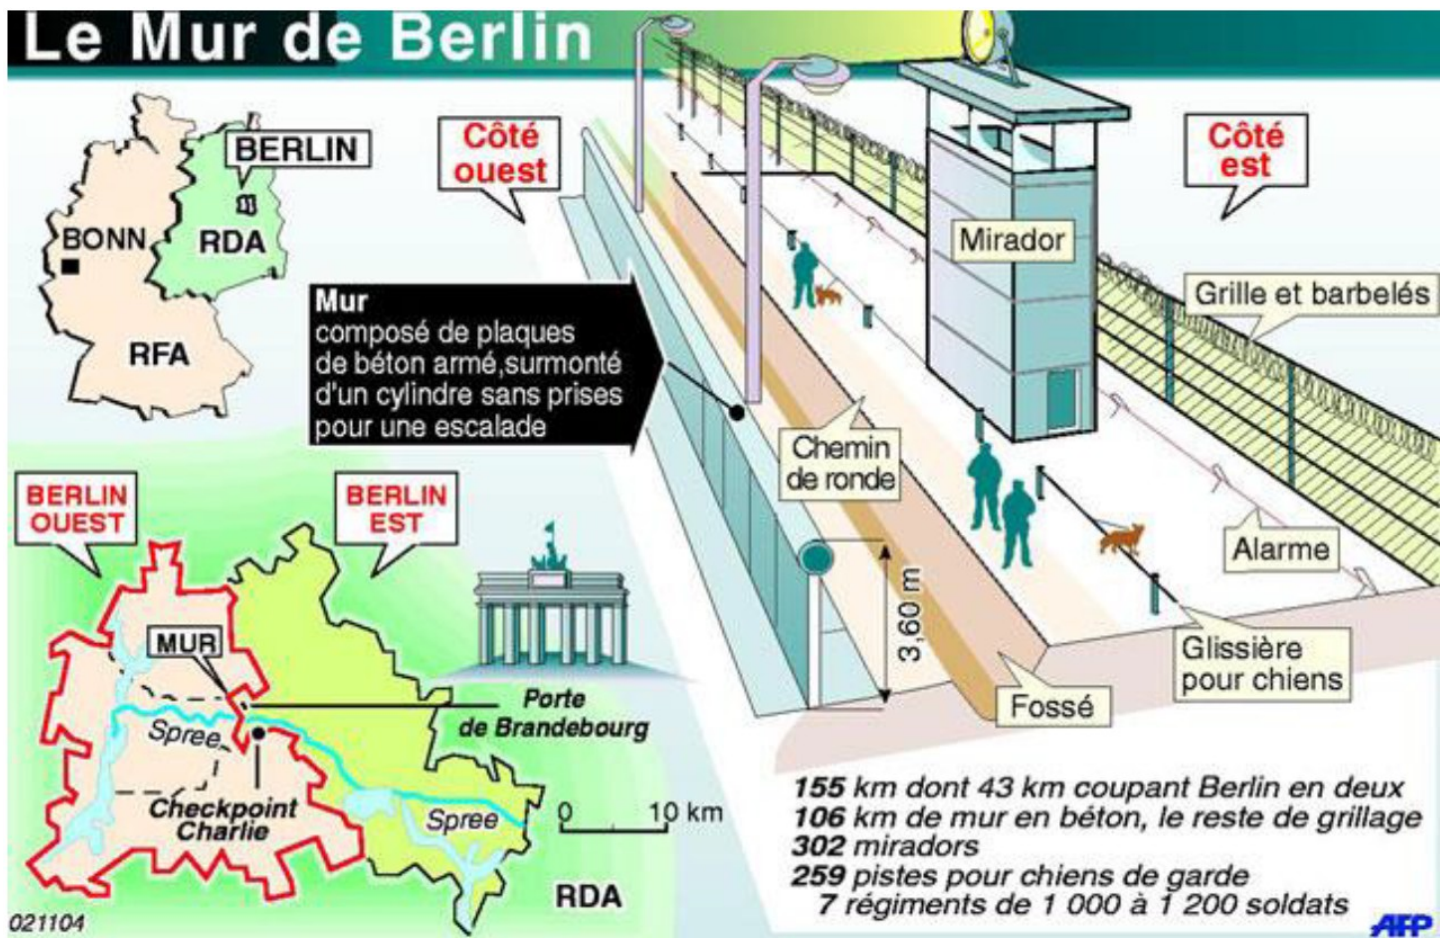 Le Mur de Berlin
BERLIN
BONN
RDA
RFA
Côté
ouest
Côté
est
Mirador
Grille et barbelés
Mur
composé de plaques
de béton armé,surmonté
d'un cylindre sans prises
pour une escalade
Chemin
de ronde
Alarme
3,60 m
Glissière
pour chiens
Fossé
BERLIN
OUEST
BERLIN
EST
MUR
Porte
de Brandebourg
Spree
Checkpoint
Charlie
Spree
0 10 km
RDA
155 km dont 43 km coupant Berlin en deux
106 km de mur en béton, le reste de grillage
302 miradors
259 pistes pour chiens de garde
7 régiments de 1 000 à 1 200 soldats
021104
AFP